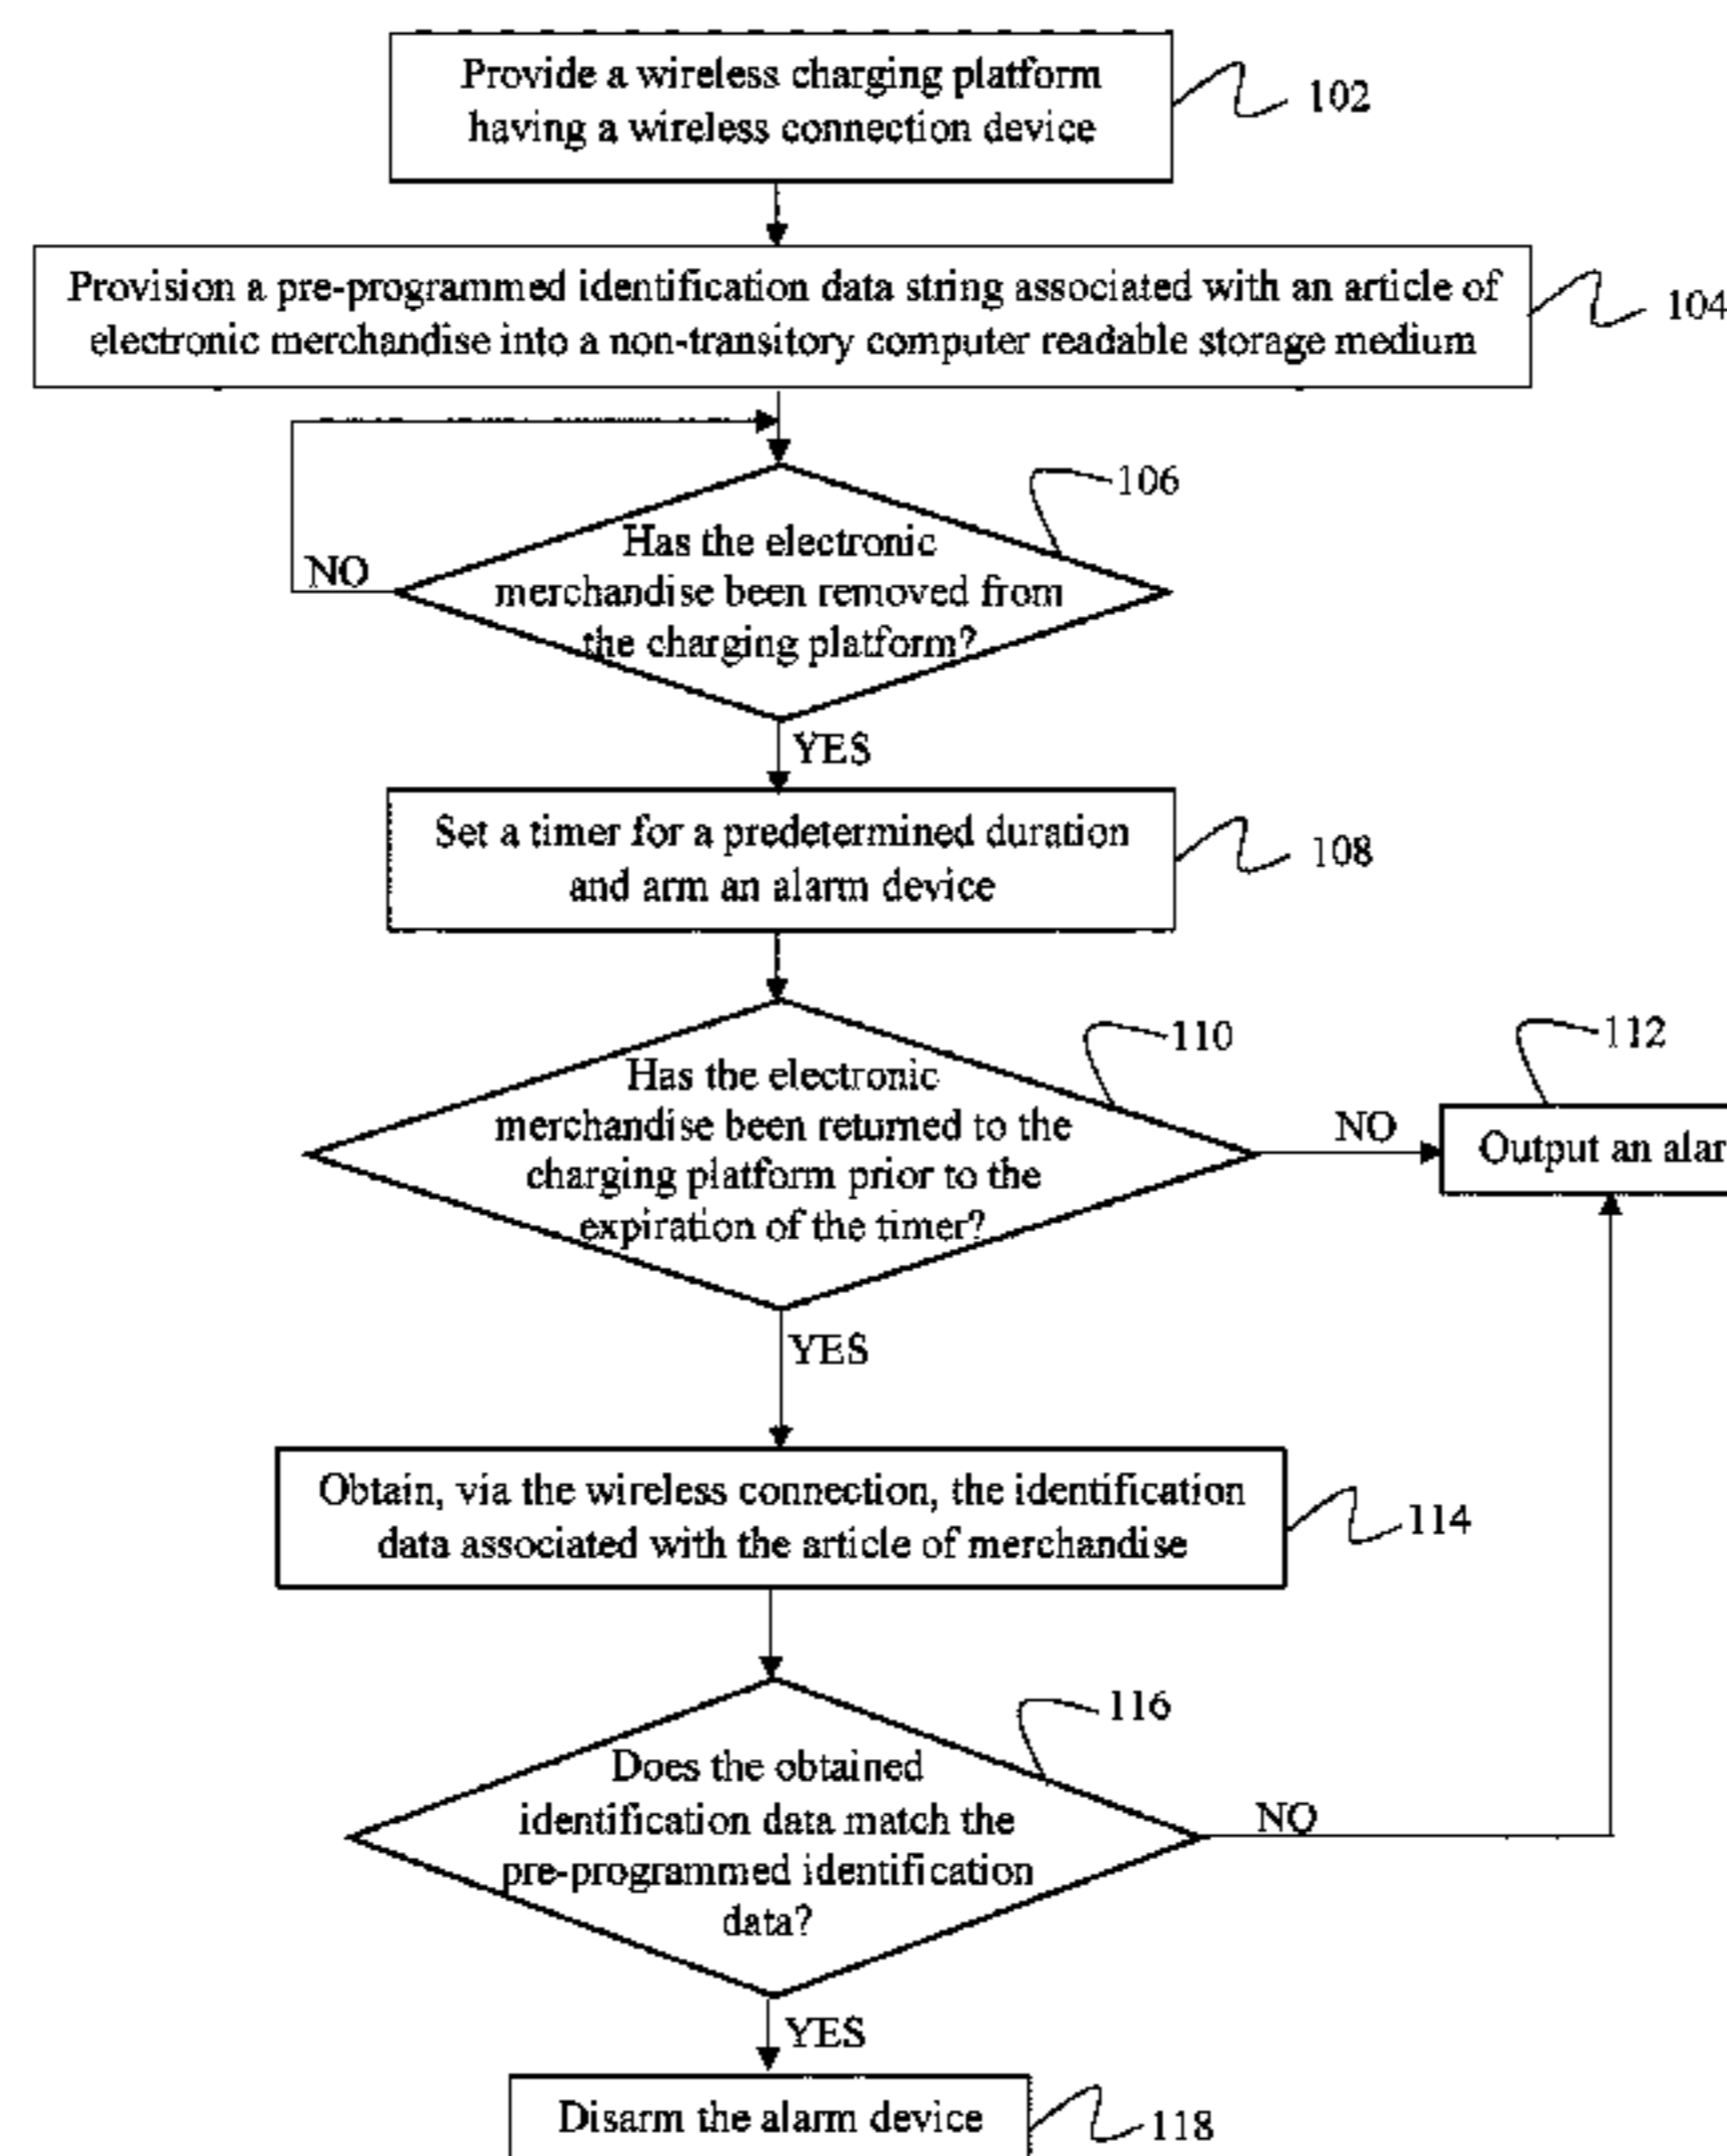 Provide a wireless charging platform
having a wireless connection device
102
Provision a pre-programmed identification data string associated with an article of
electronic merchandise into a non-transitory computer readable storage medium
104
106
Has the electronic
merchandise been removed from
the charging platform?
NO
YES
Set a timer for a predetermined duration
and arm an alarm device
108
110
Has the electronic
merchandise been returned to the
charging platform prior to the
expiration of the timer?
NO
112
Output an alar
YES
Obtain, via the wireless connection, the identification
data associated with the article of merchandise
114
116
Does the obtained
identification data match the
pre-programmed identification
data?
NO
YES
Disarm the alarm device
118